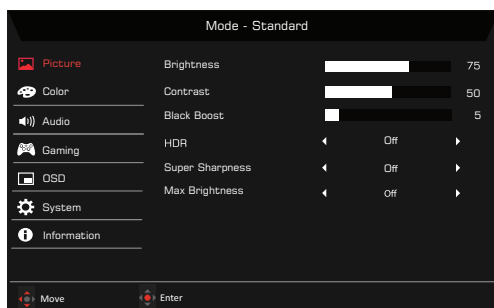 Mode - Standard
Picture
Brightness 75
Color
Contrast 50
Audio
Black Boost 5
Gaming
HDR Off
OSD
Super Sharpness Off
System
Max Brightness Off
Information
Move Enter